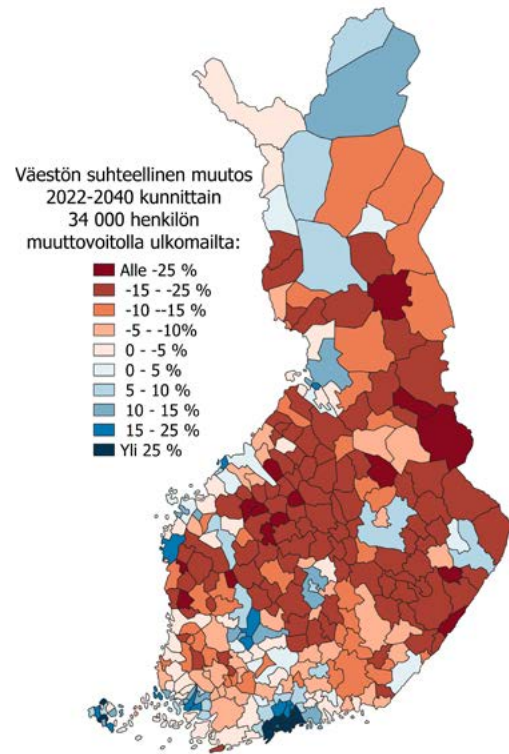 Väestön suhteellinen muutos
2022-2040 kunnittain
34 000 henkilön
muuttovoitolla ulkomailta:
Alle -25 %
-15 - -25 %
-10 --15 %
-5 - -10%
0 - -5 %
0 - 5 %
5 - 10 %
10 - 15 %
15 - 25 %
Yli 25 %